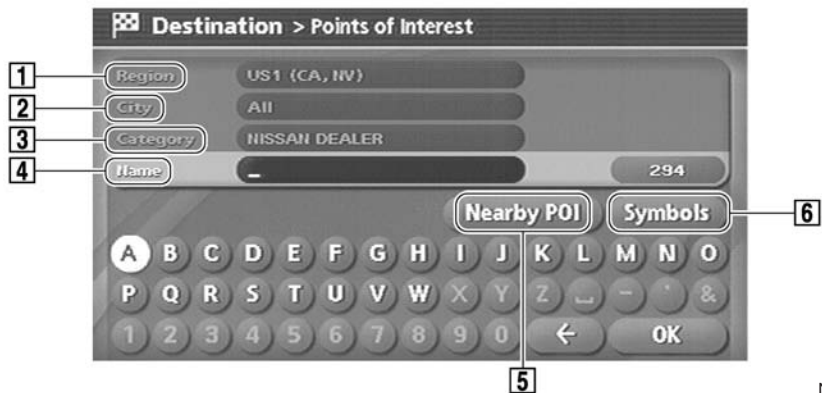 Destination > Points of Interest
1 Region US1 (CA, NV)
2 City All
3 Category NISSAN DEALER
4 Name _ 294
Nearby POI Symbols 6
A B C D E F G H I J K L M N O
P Q R S T U V W X Y Z ␣ - ' &
1 2 3 4 5 6 7 8 9 0 ← OK
5